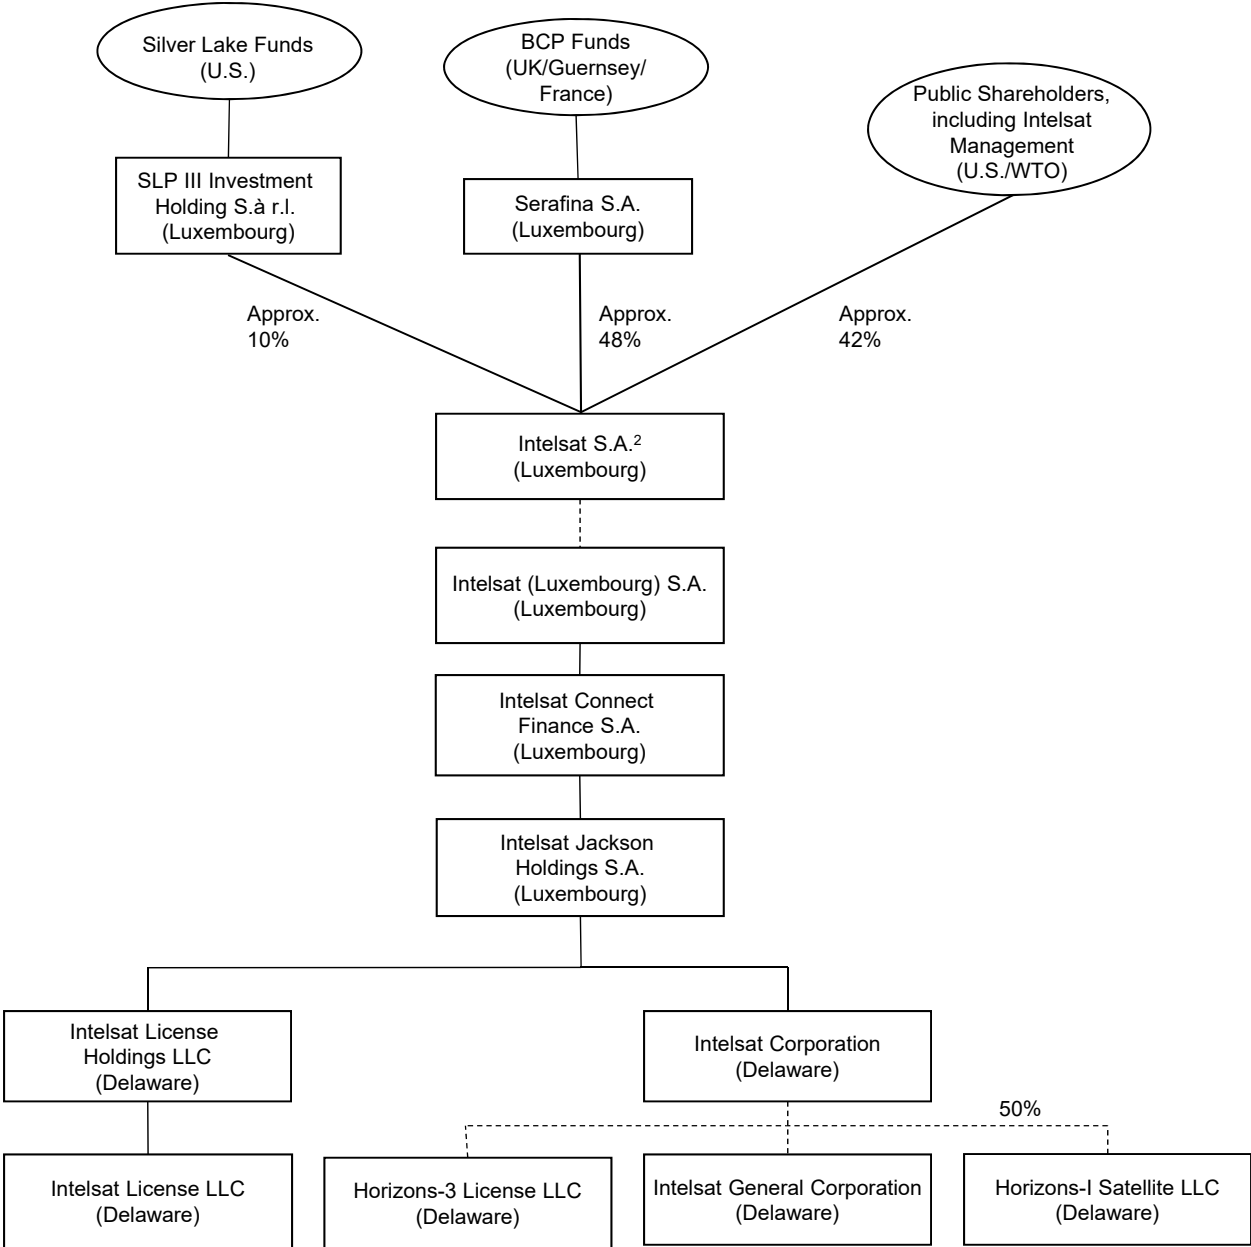 Silver Lake Funds
(U.S.)
BCP Funds
(UK/Guernsey/
France)
Public Shareholders,
including Intelsat
Management
(U.S./WTO)
SLP III Investment
Holding S.à r.l.
(Luxembourg)
Serafina S.A.
(Luxembourg)
Approx.
10%
Approx.
48%
Approx.
42%
Intelsat S.A.²
(Luxembourg)
Intelsat (Luxembourg) S.A.
(Luxembourg)
Intelsat Connect
Finance S.A.
(Luxembourg)
Intelsat Jackson
Holdings S.A.
(Luxembourg)
Intelsat License
Holdings LLC
(Delaware)
Intelsat Corporation
(Delaware)
50%
Intelsat License LLC
(Delaware)
Horizons-3 License LLC
(Delaware)
Intelsat General Corporation
(Delaware)
Horizons-I Satellite LLC
(Delaware)